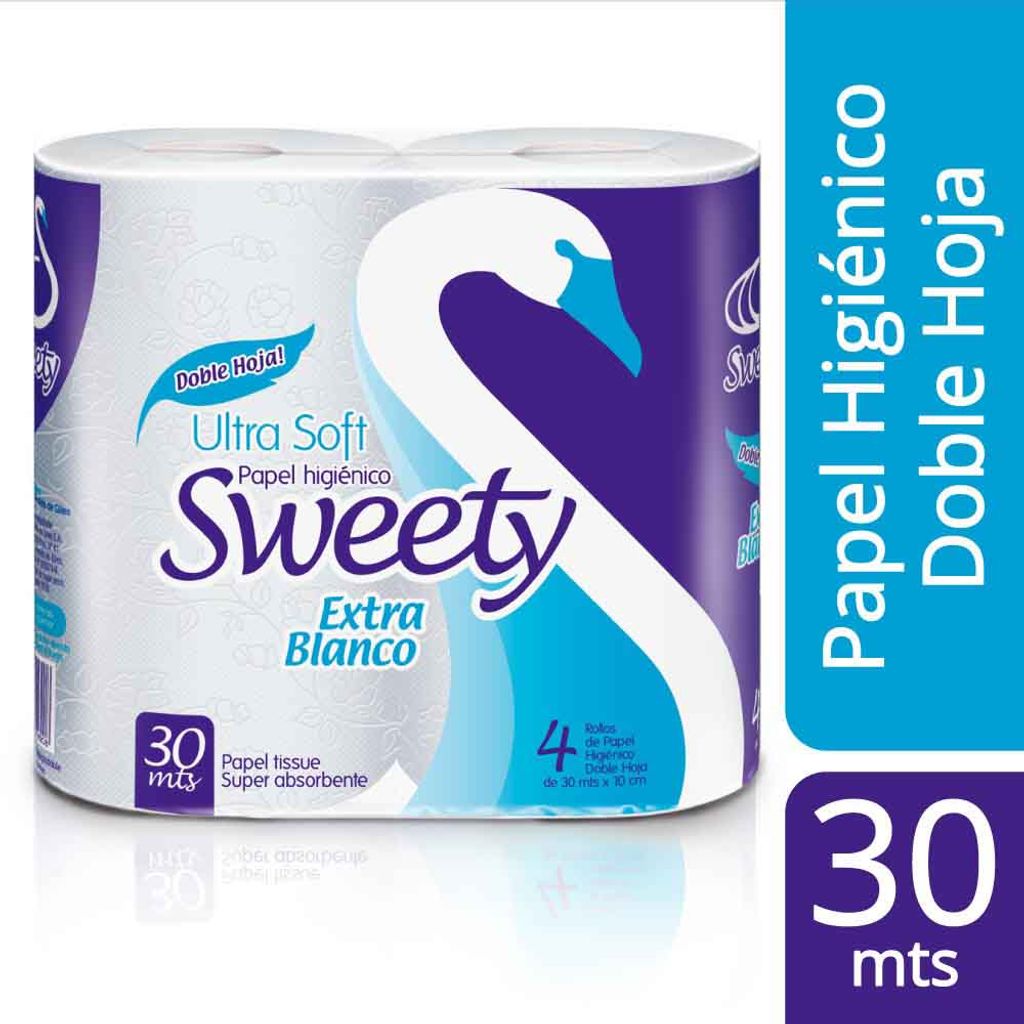 Doble Hoja!
Ultra Soft
Papel higiénico
Sweety
Extra
Blanco
30
mts
Papel tissue
Super absorbente
4
Rollos
de Papel
Higiénico
Doble Hoja
de 30 mts x 10 cm
Papel Higiénico
Doble Hoja
30
mts